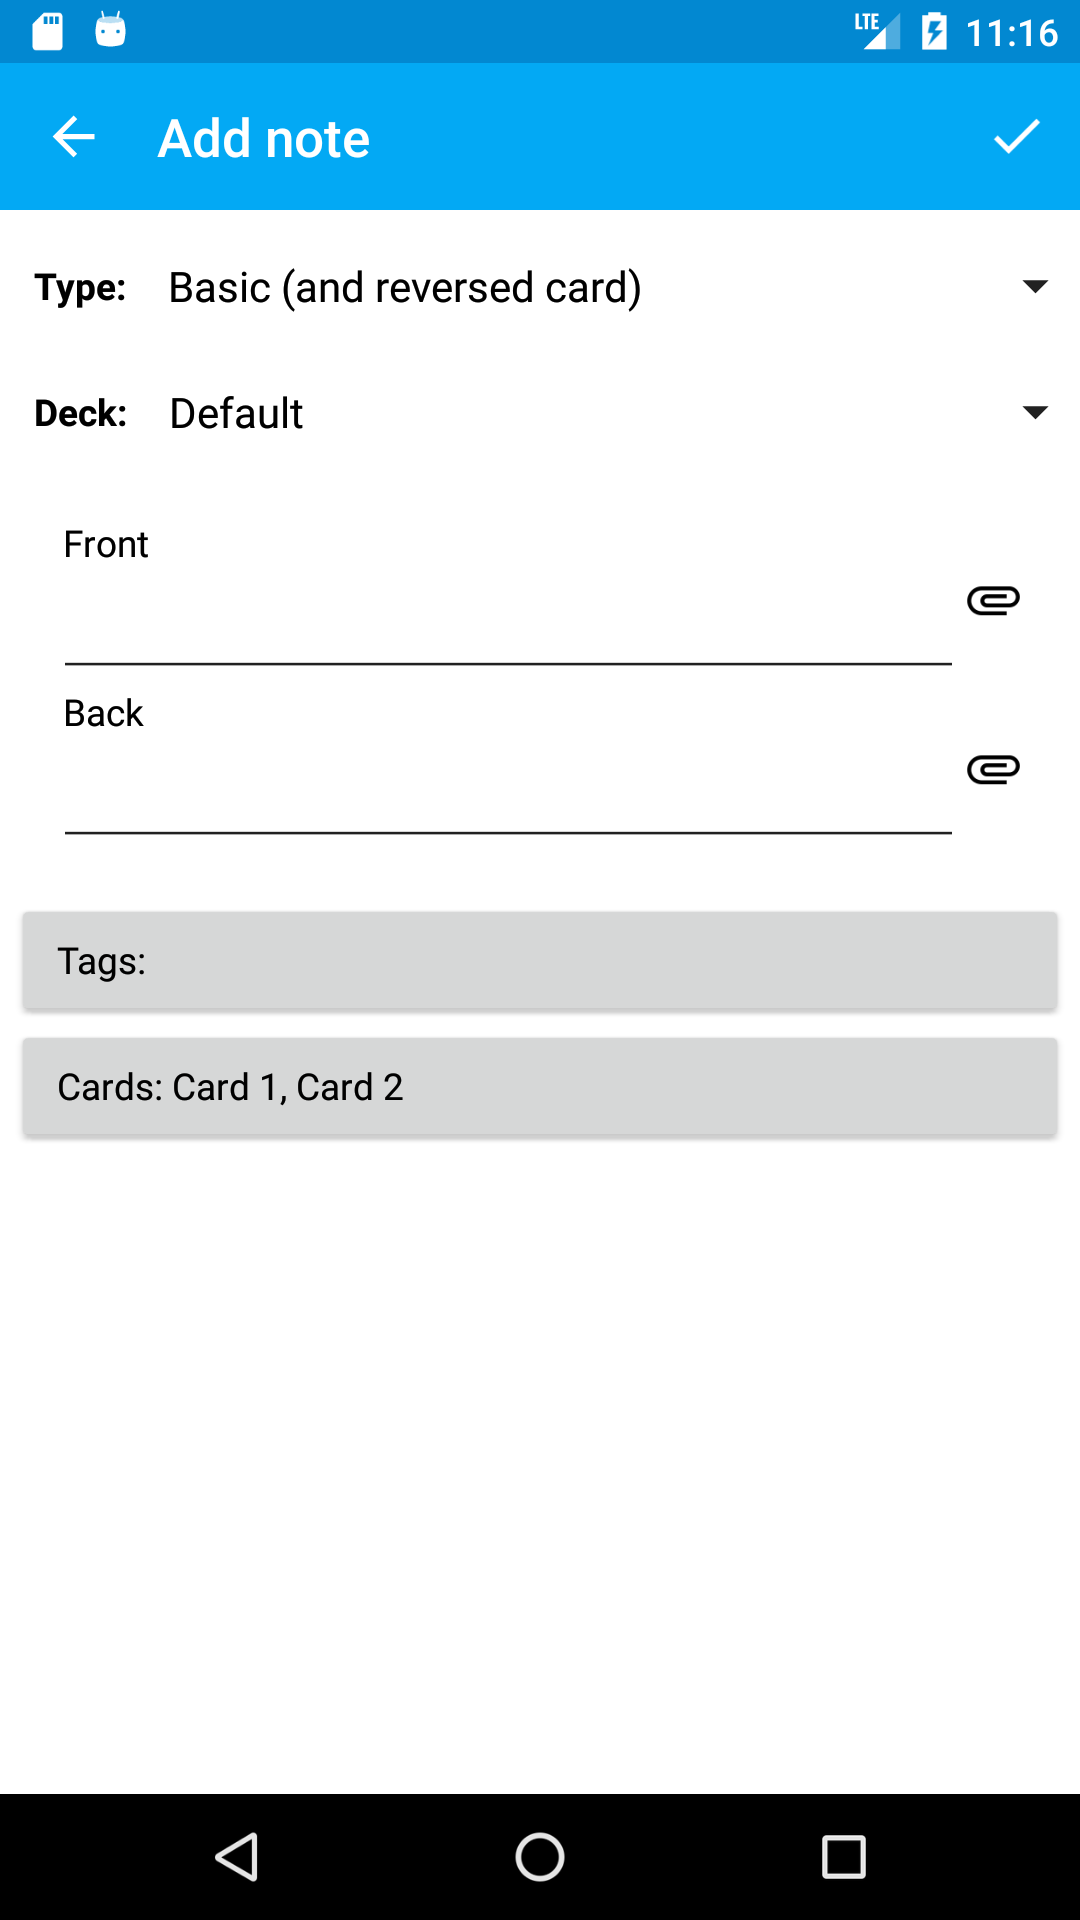 LTE 11:16
Add note
Type: Basic (and reversed card)
Deck: Default
Front
Back
Tags:
Cards: Card 1, Card 2